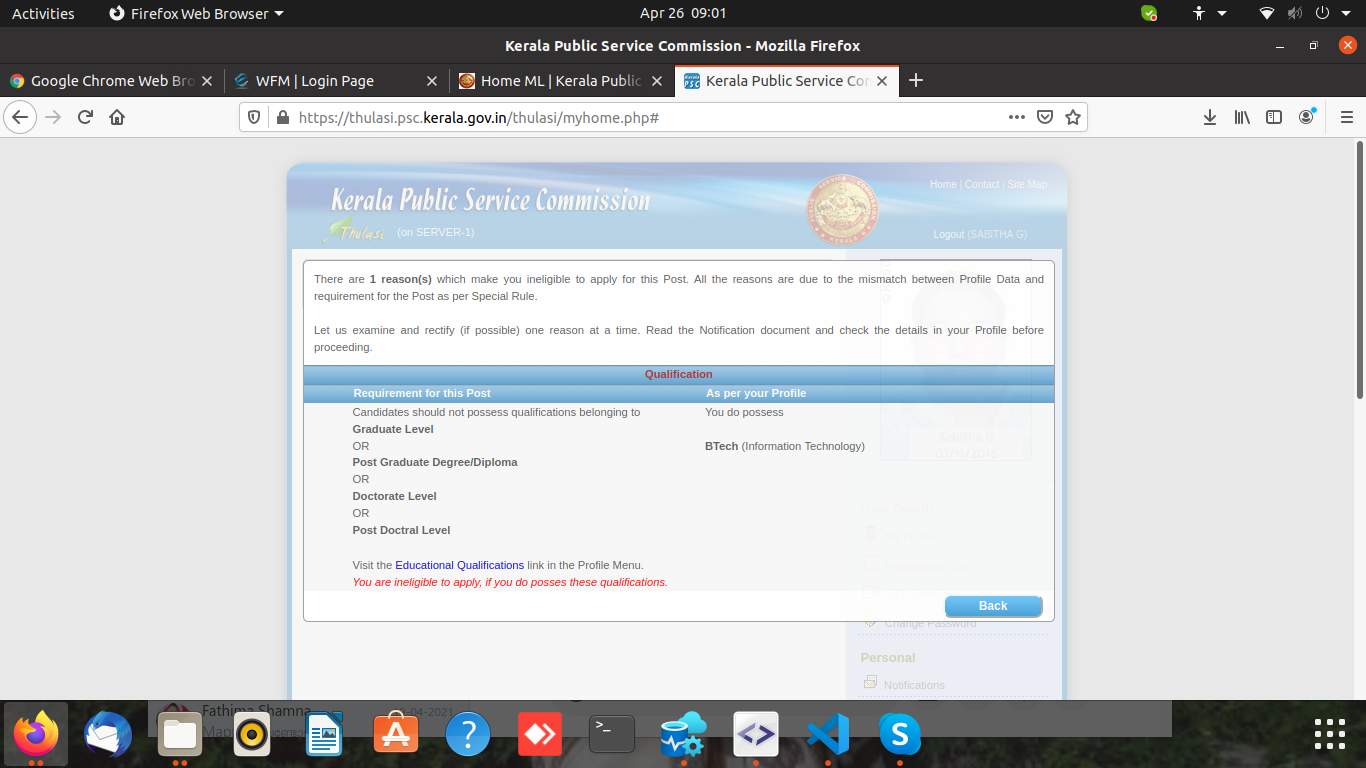 Activities
Firefox Web Browser
Apr 26 09:01
Kerala Public Service Commission - Mozilla Firefox
Google Chrome Web Bro
WFM | Login Page
Home ML | Kerala Public
Kerala Public Service Com
https://thulasi.psc.kerala.gov.in/thulasi/myhome.php#
Kerala Public Service Commission
Home | Contact | Site Map
Thulasi
(on SERVER-1)
Logout (SABITHA G)
There are 1 reason(s) which make you ineligible to apply for this Post. All the reasons are due to the mismatch between Profile Data and
requirement for the Post as per Special Rule.
Let us examine and rectify (if possible) one reason at a time. Read the Notification document and check the details in your Profile before
proceeding.
Qualification
Requirement for this Post
As per your Profile
Candidates should not possess qualifications belonging to
You do possess
Graduate Level
OR
BTech (Information Technology)
Post Graduate Degree/Diploma
OR
Doctorate Level
OR
Post Doctral Level
Sabitha G
07/11/2016
Visit the Educational Qualifications link in the Profile Menu.
You are ineligible to apply, if you do posses these qualifications.
Back
Change Password
Personal
Notifications
Fathima Shamna
-04-2021